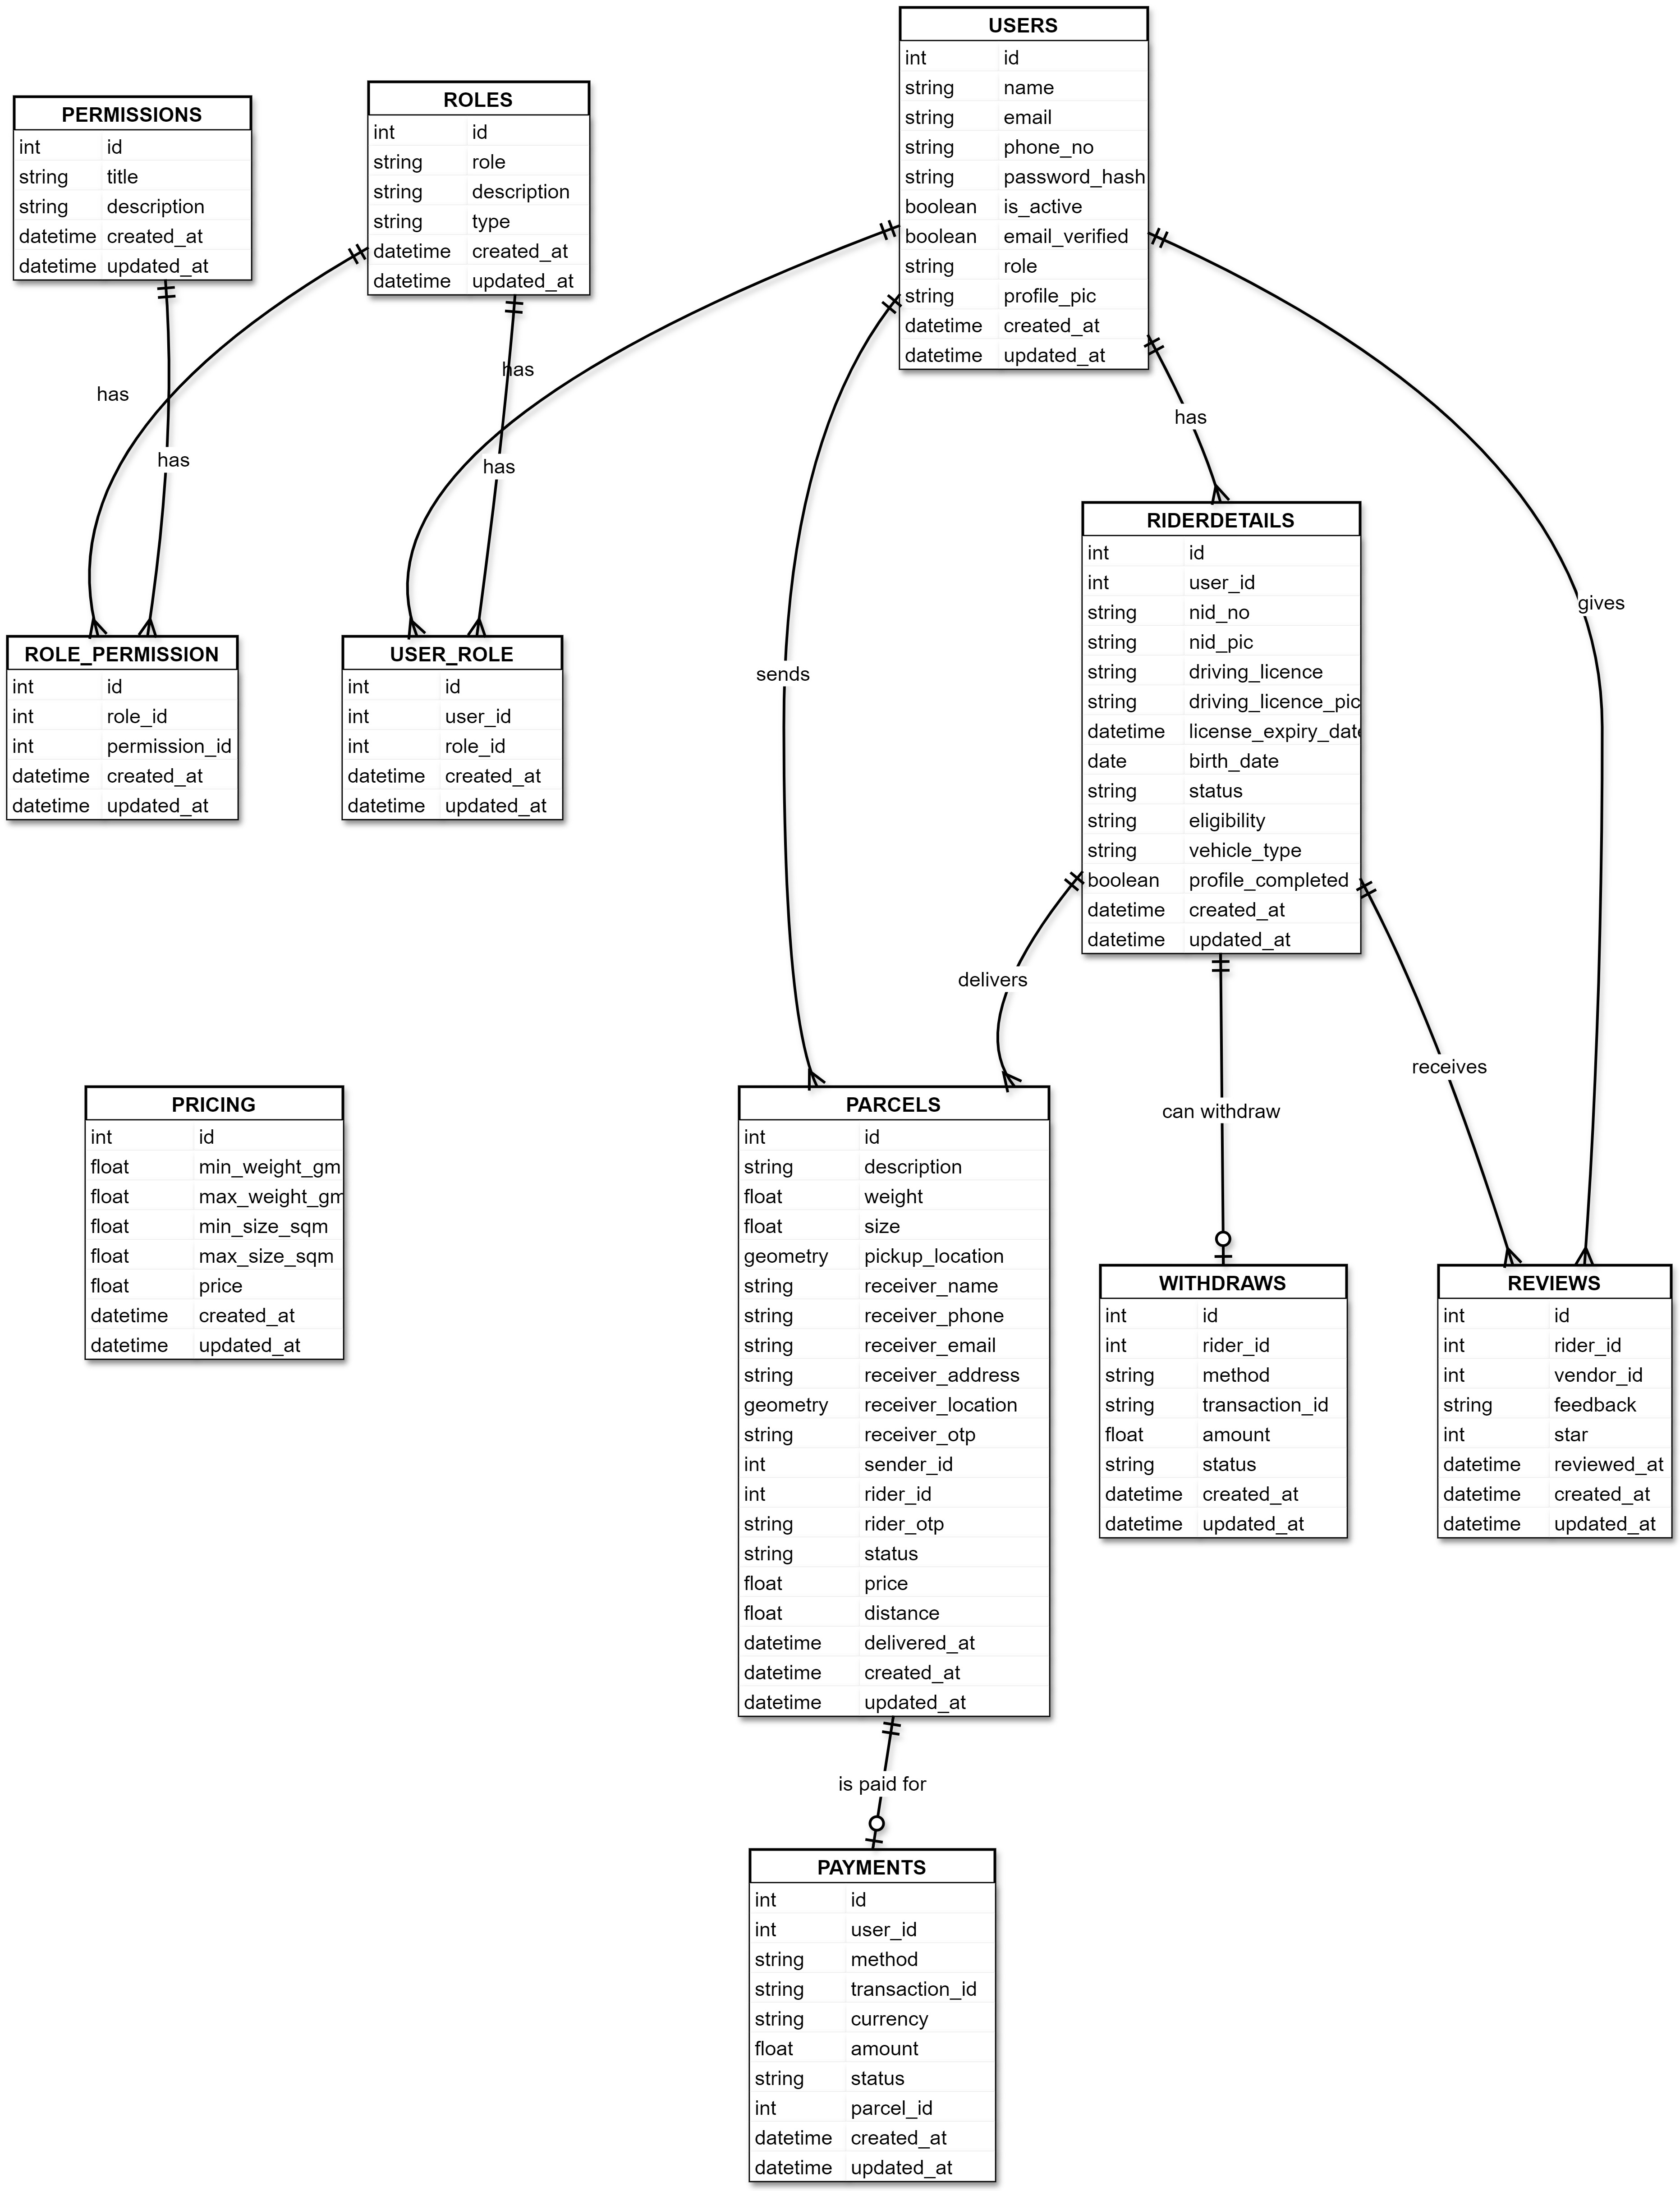 USERS
int id
string name
string email
string phone_no
string password_hash
boolean is_active
boolean email_verified
string role
string profile_pic
datetime created_at
datetime updated_at
PERMISSIONS
int id
string title
string description
datetime created_at
datetime updated_at
ROLES
int id
string role
string description
string type
datetime created_at
datetime updated_at
has
has
has
has
has
sends
gives
ROLE_PERMISSION
int id
int role_id
int permission_id
datetime created_at
datetime updated_at
USER_ROLE
int id
int user_id
int role_id
datetime created_at
datetime updated_at
RIDERDETAILS
int id
int user_id
string nid_no
string nid_pic
string driving_licence
string driving_licence_pic
datetime license_expiry_date
date birth_date
string status
string eligibility
string vehicle_type
boolean profile_completed
datetime created_at
datetime updated_at
delivers
can withdraw
receives
PRICING
int id
float min_weight_gm
float max_weight_gm
float min_size_sqm
float max_size_sqm
float price
datetime created_at
datetime updated_at
PARCELS
int id
string description
float weight
float size
geometry pickup_location
string receiver_name
string receiver_phone
string receiver_email
string receiver_address
geometry receiver_location
string receiver_otp
int sender_id
int rider_id
string rider_otp
string status
float price
float distance
datetime delivered_at
datetime created_at
datetime updated_at
WITHDRAWS
int id
int rider_id
string method
string transaction_id
float amount
string status
datetime created_at
datetime updated_at
REVIEWS
int id
int rider_id
int vendor_id
string feedback
int star
datetime reviewed_at
datetime created_at
datetime updated_at
is paid for
PAYMENTS
int id
int user_id
string method
string transaction_id
string currency
float amount
string status
int parcel_id
datetime created_at
datetime updated_at